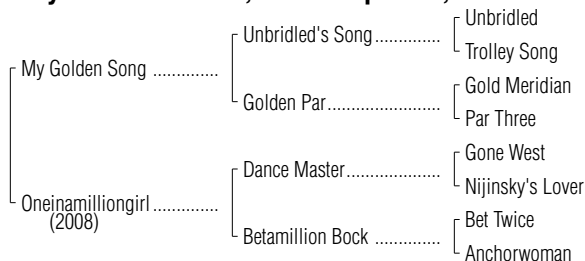 Unbridled
Unbridled's Song
Trolley Song
My Golden Song
Gold Meridian
Golden Par
Par Three
Gone West
Dance Master
Nijinsky's Lover
Oneinamilliongirl
(2008)
Bet Twice
Betamillion Bock
Anchorwoman